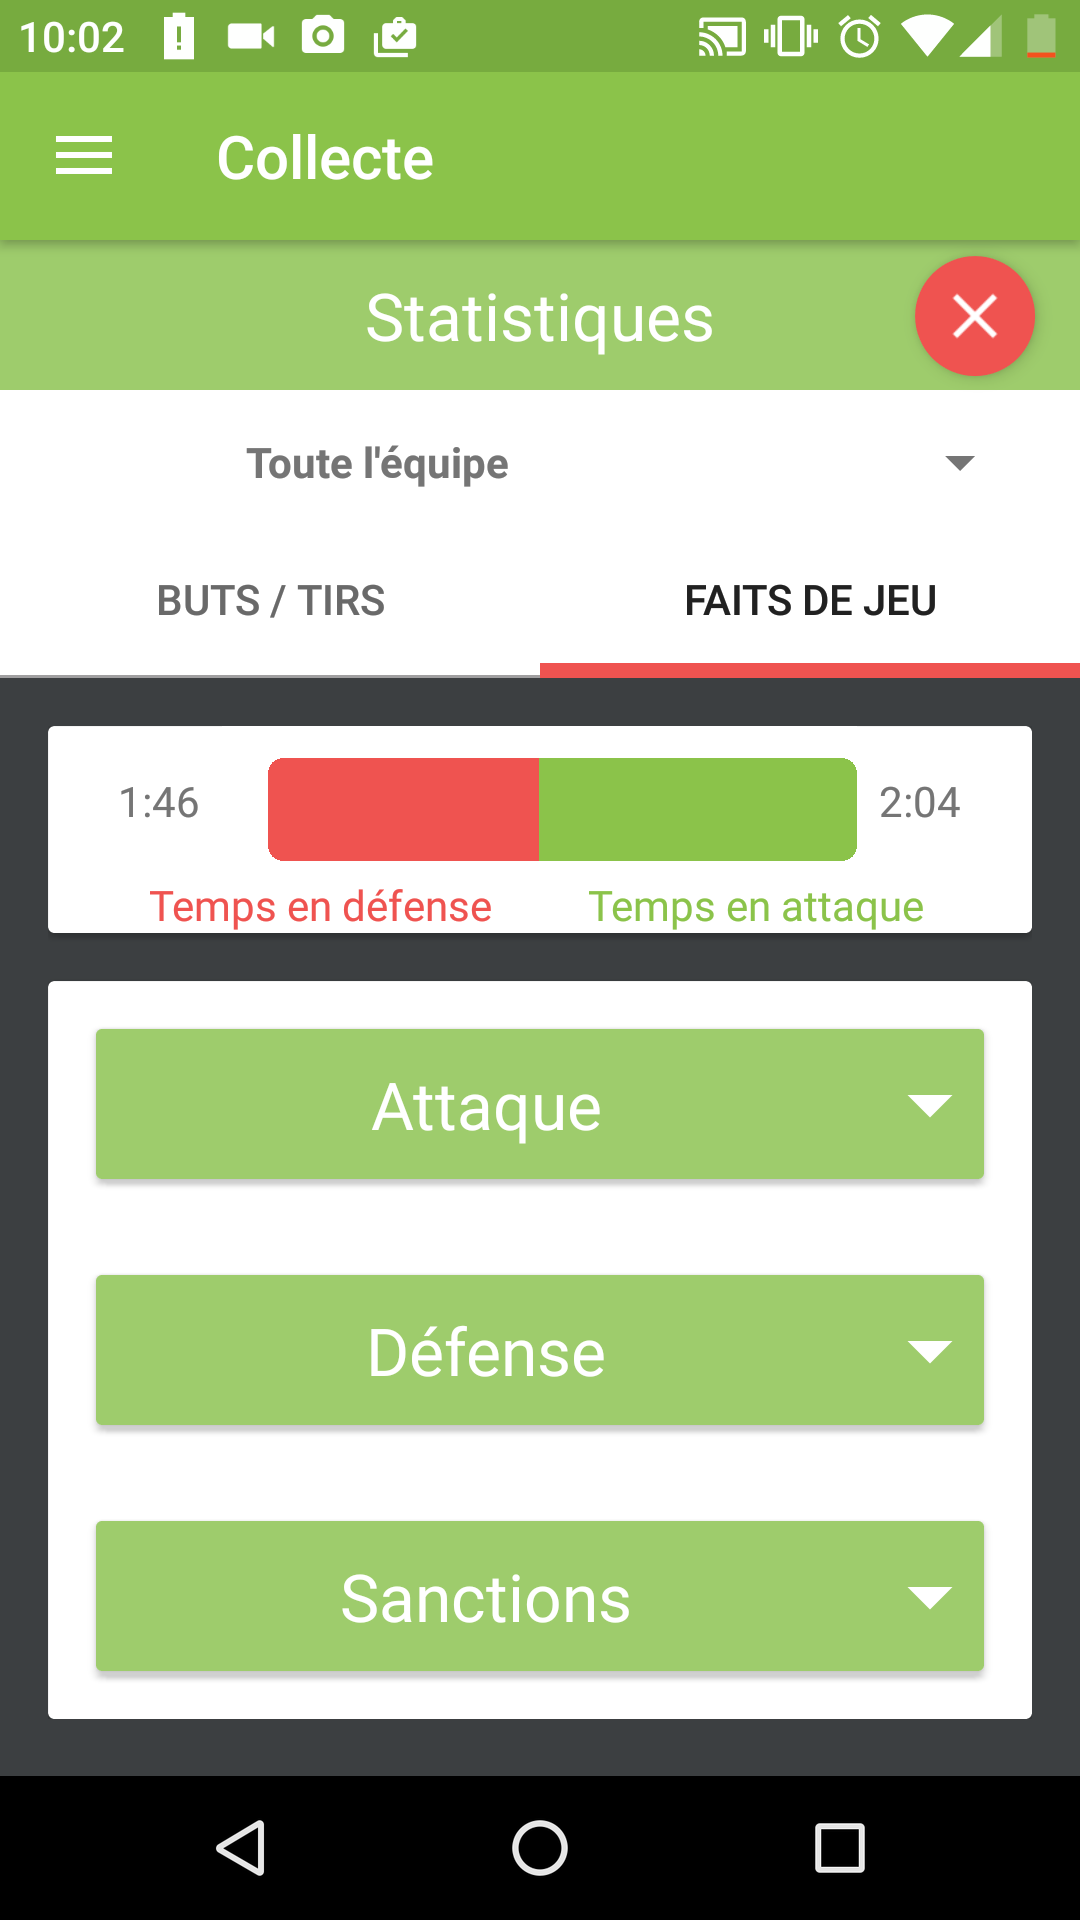 10:02
Collecte
Statistiques
Toute l'équipe
BUTS / TIRS
FAITS DE JEU
1:46
2:04
Temps en défense
Temps en attaque
Attaque
Défense
Sanctions